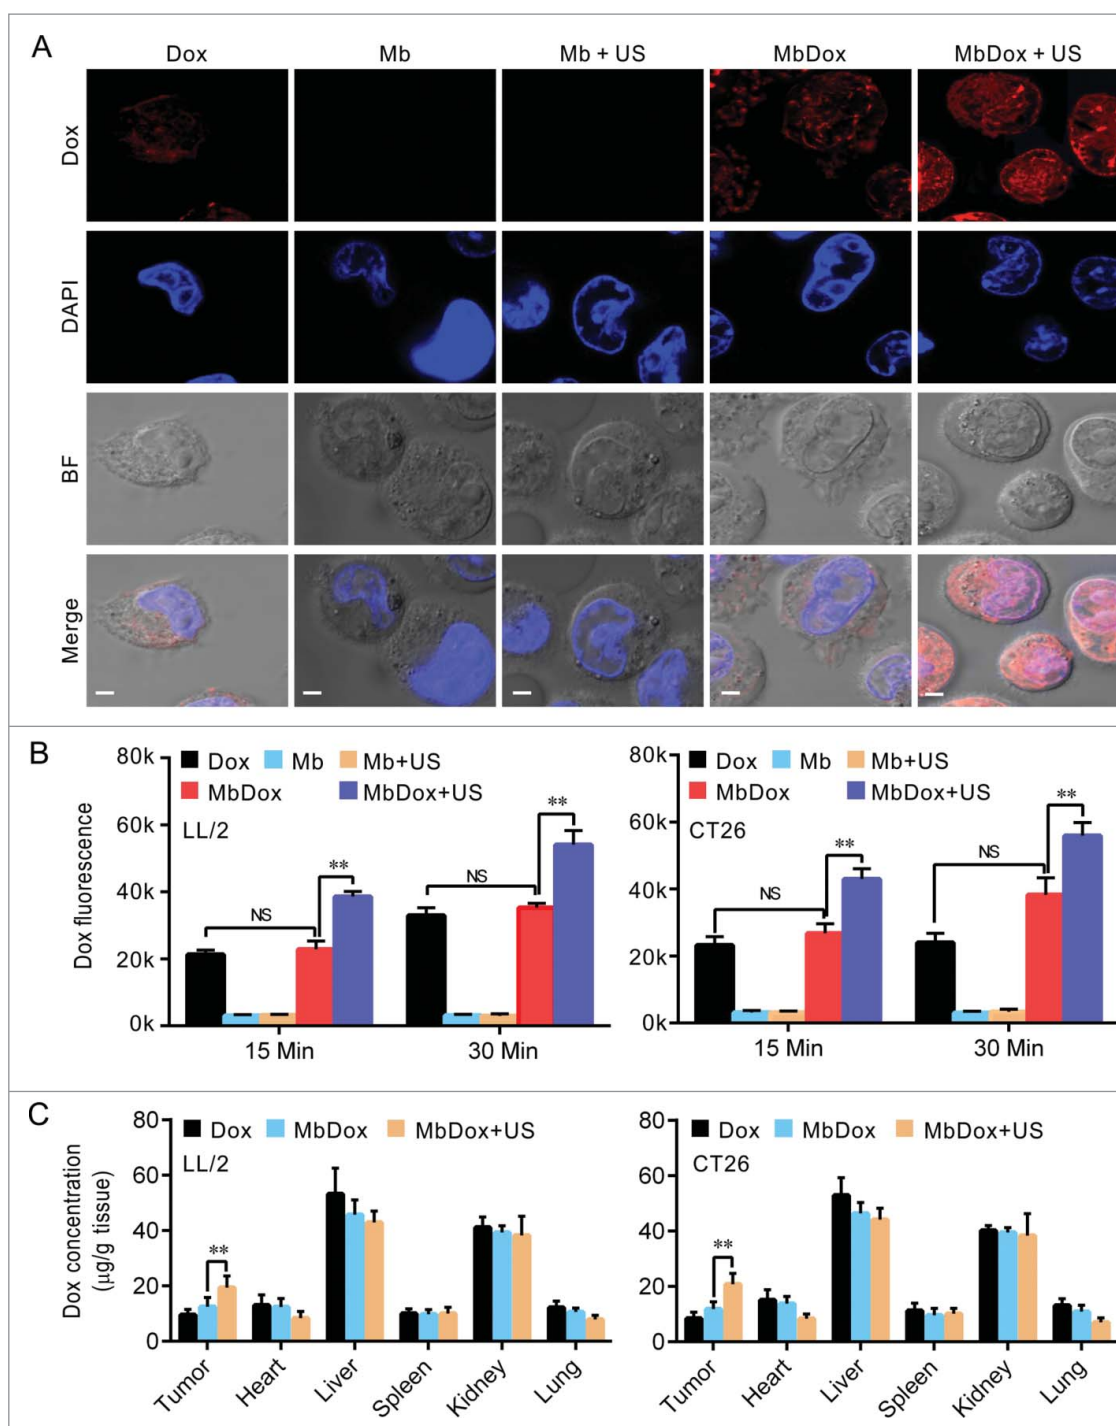 A
Dox Mb Mb + US MbDox MbDox + US
Dox
DAPI
BF
Merge
B
Dox fluorescence
80k
60k
40k
20k
0k
Dox Mb Mb+US
MbDox MbDox+US
LL/2
NS ** NS **
15 Min 30 Min
80k
60k
40k
20k
0k
Dox Mb Mb+US
MbDox MbDox+US
CT26
NS ** NS **
15 Min 30 Min
C
Dox concentration
(μg/g tissue)
80
60
40
20
0
Dox MbDox MbDox+US
LL/2
**
Tumor Heart Liver Spleen Kidney Lung
80
60
40
20
0
Dox MbDox MbDox+US
CT26
**
Tumor Heart Liver Spleen Kidney Lung